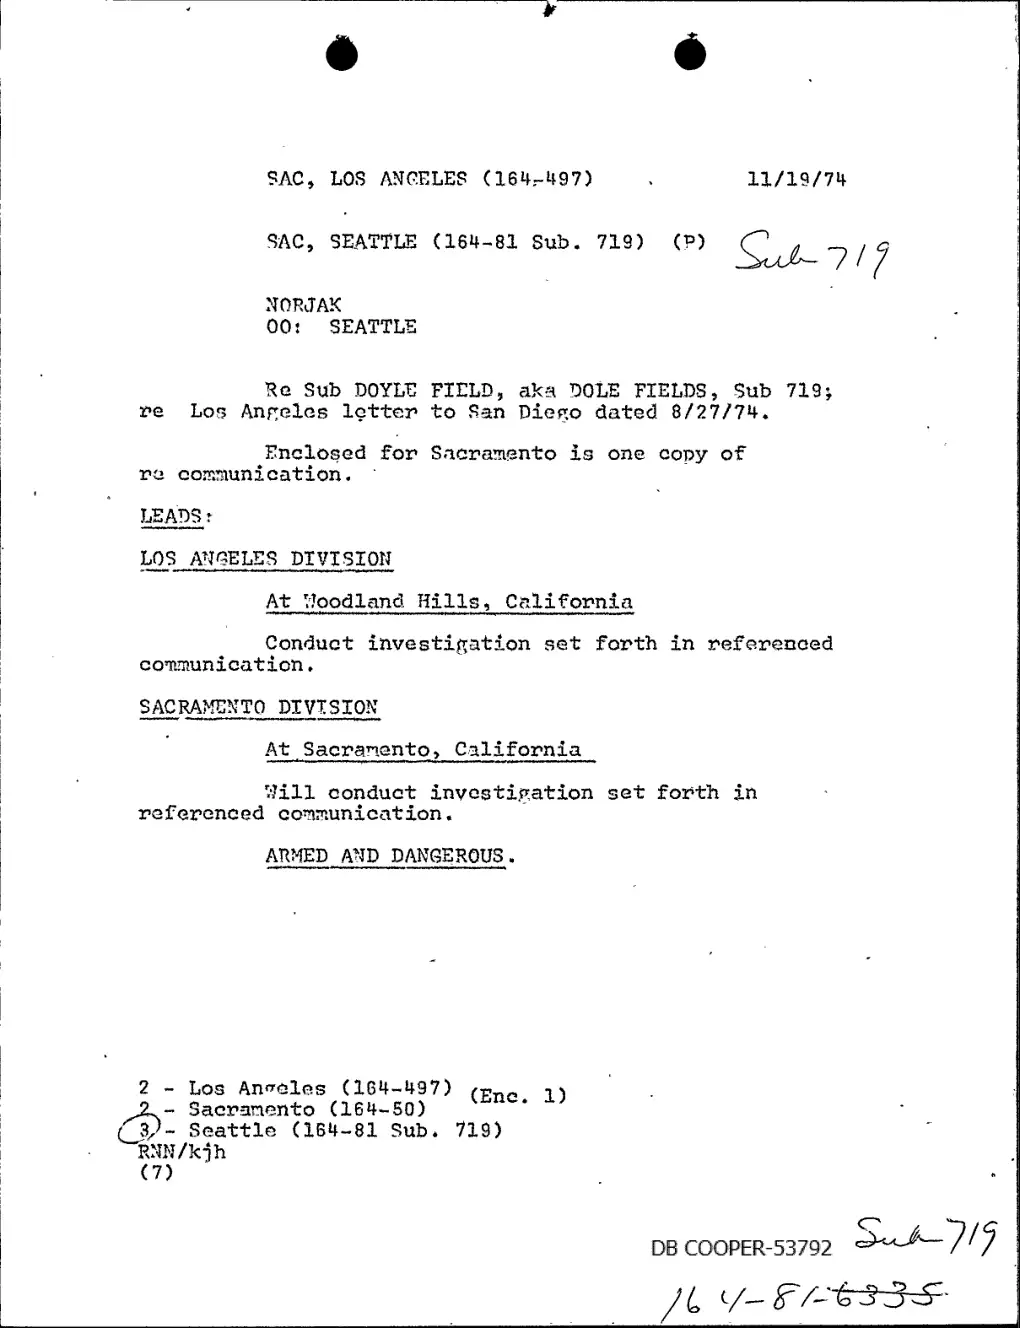 SAC, LOS ANGELES (164-497) 11/19/74
SAC, SEATTLE (164-81 Sub. 719) (P) Sub 719
NORJAK
OO: SEATTLE
Re Sub DOYLE FIELD, aka DOLE FIELDS, Sub 719;
re Los Angeles letter to San Diego dated 8/27/74.
Enclosed for Sacramento is one copy of
re communication.
LEADS:
LOS ANGELES DIVISION
At Woodland Hills, California
Conduct investigation set forth in referenced
communication.
SACRAMENTO DIVISION
At Sacramento, California
Will conduct investigation set forth in
referenced communication.
ARMED AND DANGEROUS.
2 - Los Angeles (164-497) (Enc. 1)
2 - Sacramento (164-50)
3 - Seattle (164-81 Sub. 719)
RNN/kjh
(7)
DB COOPER-53792 Sub 719
164-81-6335